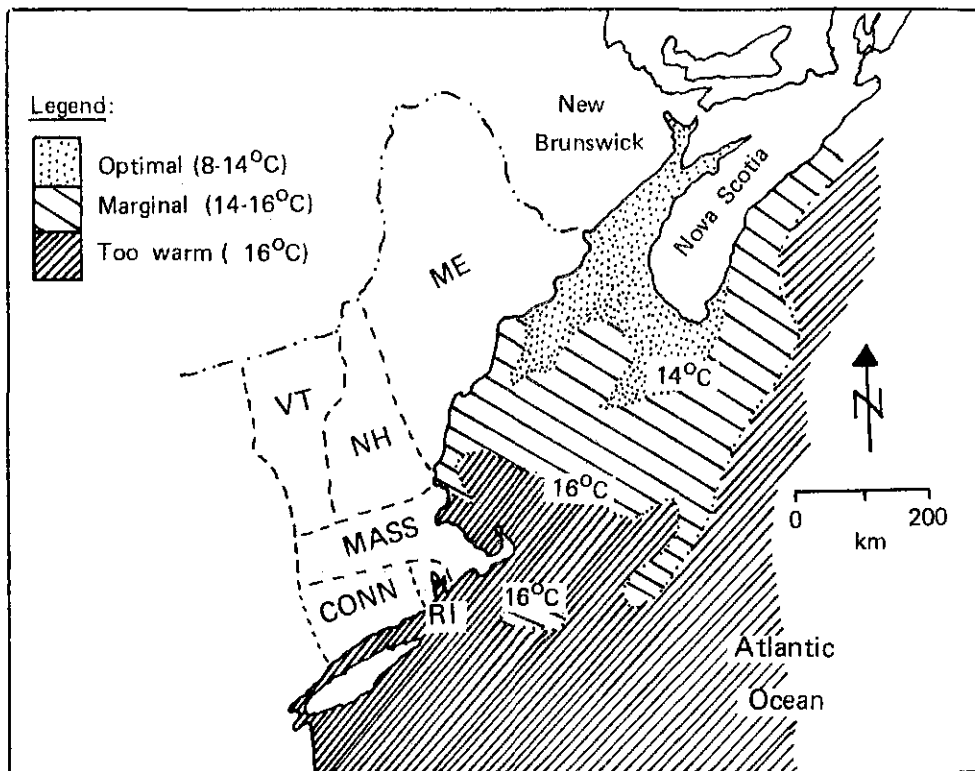 Legend:
Optimal (8-14°C)
Marginal (14-16°C)
Too warm ( 16°C)
New
Brunswick
Nova Scotia
ME
VT
NH
MASS
CONN
RI
14°C
16°C
16°C
N
0 200
km
Atlantic
Ocean